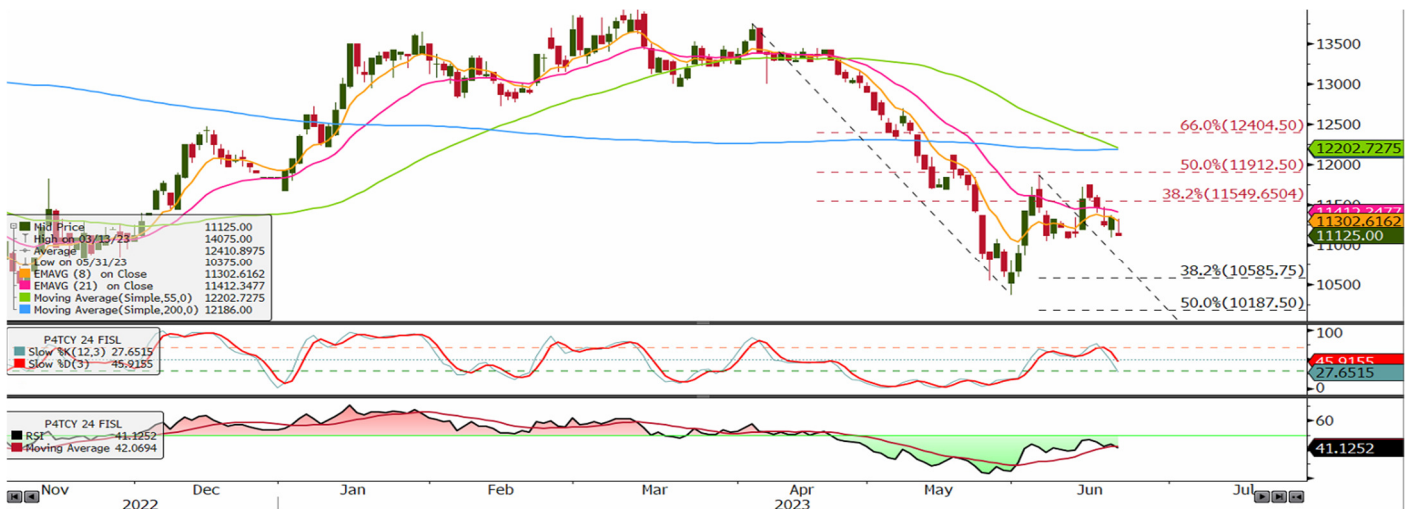 13500
13000
12500
12202.7275
12000
11500
11412.3477
11302.6162
11125.00
11000
10500
66.0%(12404.50)
50.0%(11912.50)
38.2%(11549.6504)
38.2%(10585.75)
50.0%(10187.50)
Mid Price 11125.00
High on 03/13/23 14075.00
Average 12410.8975
Low on 05/31/23 10375.00
EMAVG (8) on Close 11302.6162
EMAVG (21) on Close 11412.3477
Moving Average(Simple,55,0) 12202.7275
Moving Average(Simple,200,0) 12186.00
P4TCY 24 FISL
Slow %K(12,3) 27.6515
Slow %D(3) 45.9155
100
45.9155
27.6515
0
P4TCY 24 FISL
RSI 41.1252
Moving Average 42.0694
60
41.1252
Nov Dec Jan Feb Mar Apr May Jun Jul
2022 2023